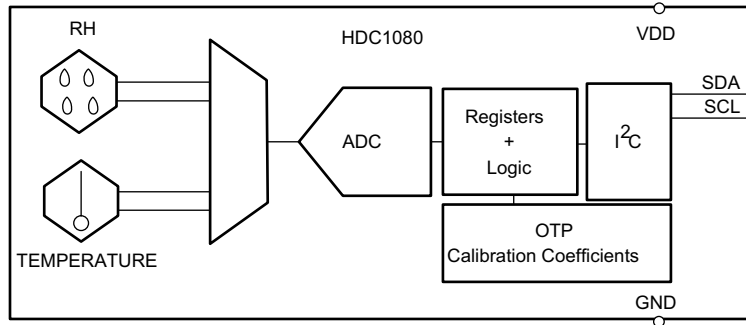 RH
HDC1080
VDD
SDA
SCL
ADC
Registers
+
Logic
I²C
OTP
Calibration Coefficients
TEMPERATURE
GND